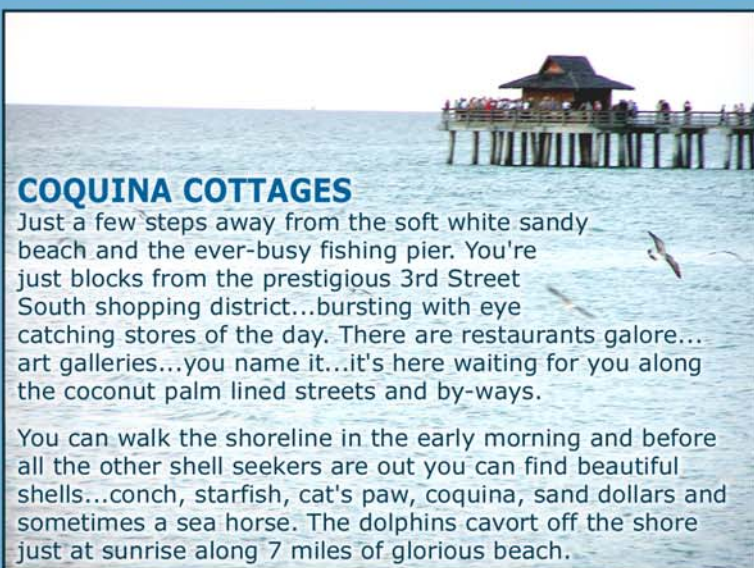 COQUINA COTTAGES
Just a few steps away from the soft white sandy
beach and the ever-busy fishing pier. You're
just blocks from the prestigious 3rd Street
South shopping district...bursting with eye
catching stores of the day. There are restaurants galore...
art galleries...you name it...it's here waiting for you along
the coconut palm lined streets and by-ways.
You can walk the shoreline in the early morning and before
all the other shell seekers are out you can find beautiful
shells...conch, starfish, cat's paw, coquina, sand dollars and
sometimes a sea horse. The dolphins cavort off the shore
just at sunrise along 7 miles of glorious beach.